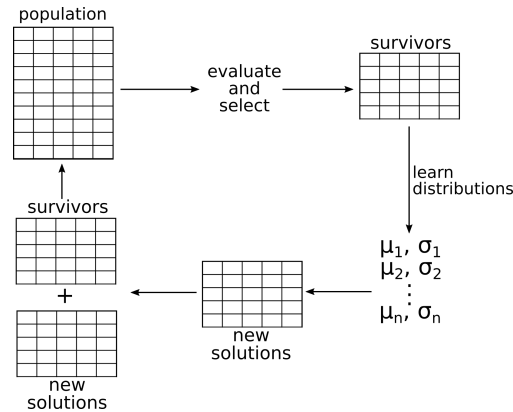 population
evaluate
and
select
survivors
learn
distributions
μ1, σ1
μ2, σ2
⋮
μn, σn
new
solutions
survivors
+
new
solutions